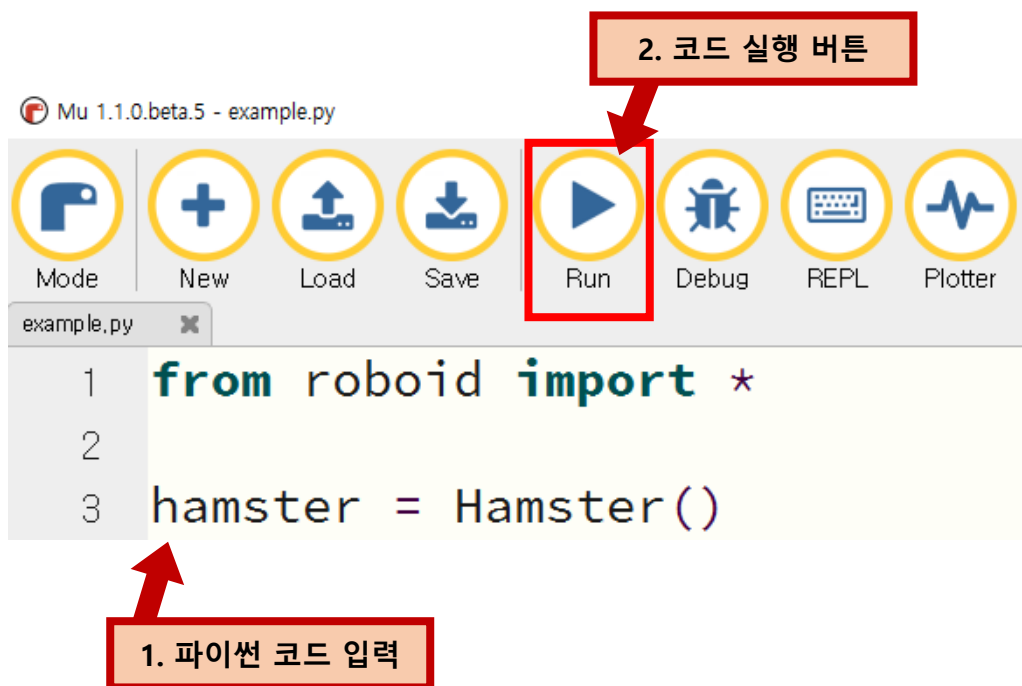 2. 코드 실행 버튼
Mu 1.1.0.beta.5 - example.py
Mode New Load Save Run Debug REPL Plotter
example.py
1 from roboid import *
2
3 hamster = Hamster()
1. 파이썬 코드 입력